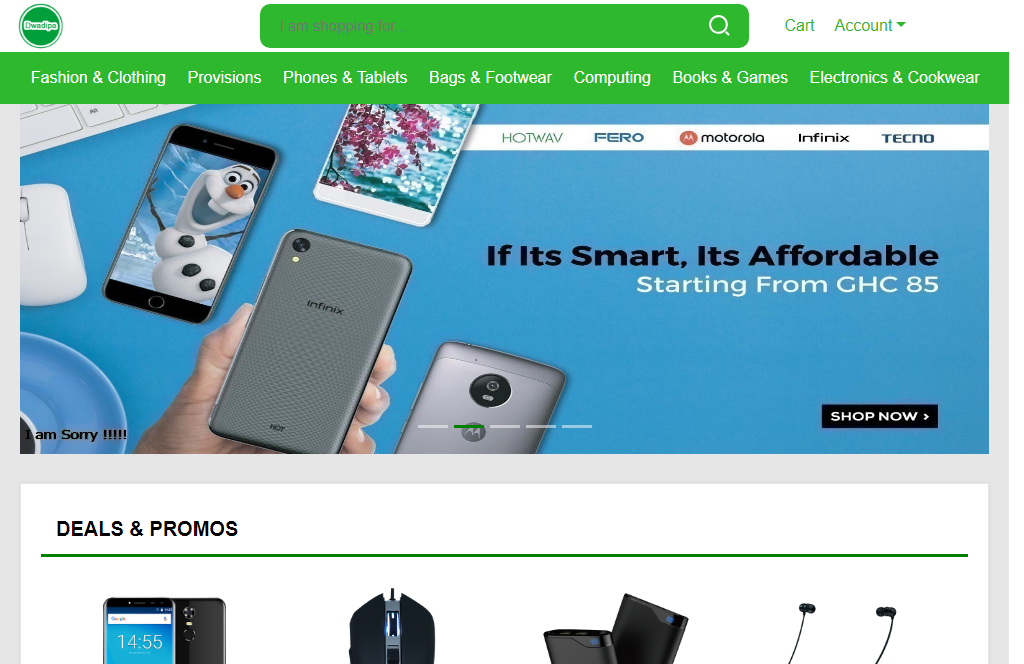 Dwadipa
I am shopping for...
Cart Account
Fashion & Clothing Provisions Phones & Tablets Bags & Footwear Computing Books & Games Electronics & Cookwear
Alt
HOTWAV FERO motorola Infinix TECNO
If Its Smart, Its Affordable
Starting From GHC 85
Infinix
HOT
SHOP NOW >
I am Sorry !!!!!
DEALS & PROMOS
Google
14:55